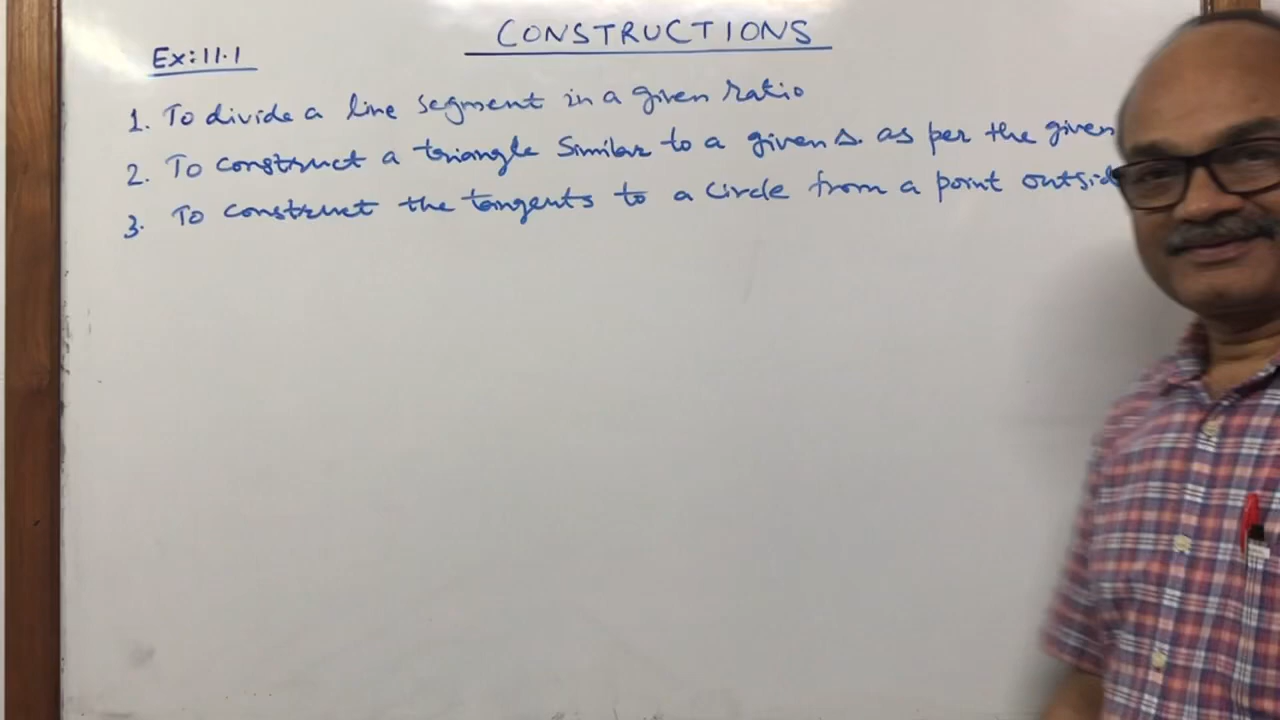 CONSTRUCTIONS
Ex:11.1
1. To divide a line segment in a given ratio
2. To construct a triangle similar to a given Δ. as per the given
3. To construct the tangents to a circle from a point